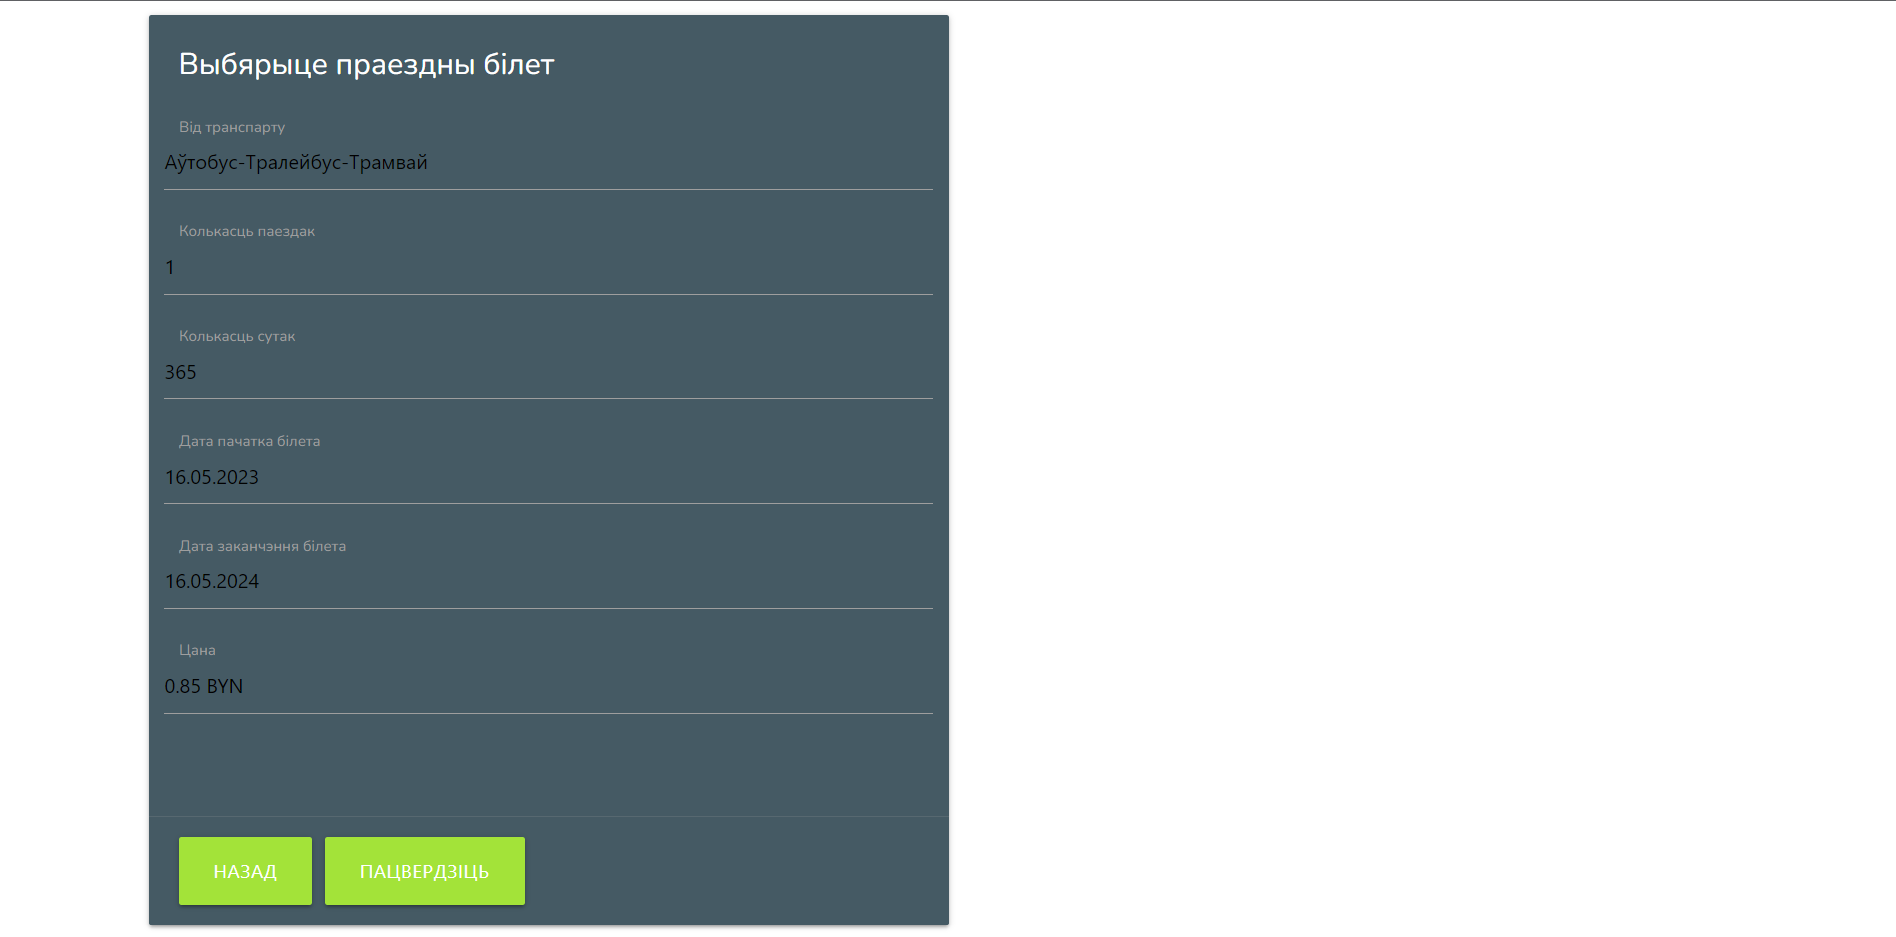 Выбярыце праездны білет
Від транспарту
Аўтобус-Тралейбус-Трамвай
Колькасць паездак
1
Колькасць сутак
365
Дата пачатка білета
16.05.2023
Дата заканчэння білета
16.05.2024
Цана
0.85 BYN
НАЗАД
ПАЦВЕРДЗІЦЬ